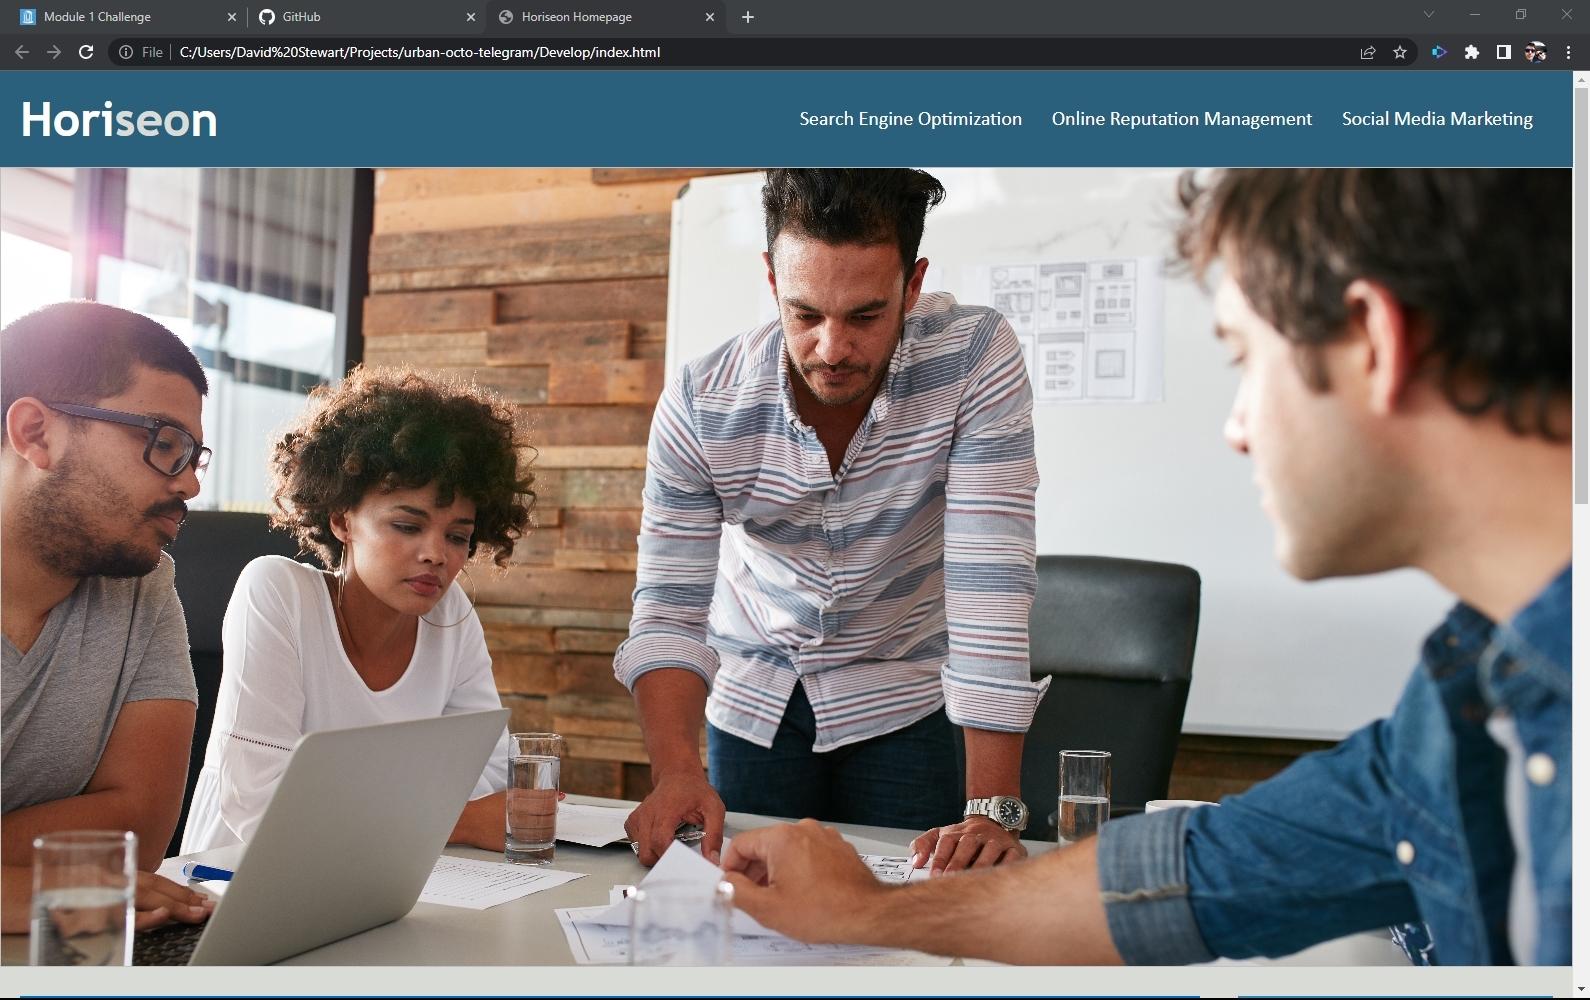 Module 1 Challenge
GitHub
Horiseon Homepage
File
C:/Users/David%20Stewart/Projects/urban-octo-telegram/Develop/index.html
Horiseon
Search Engine Optimization
Online Reputation Management
Social Media Marketing